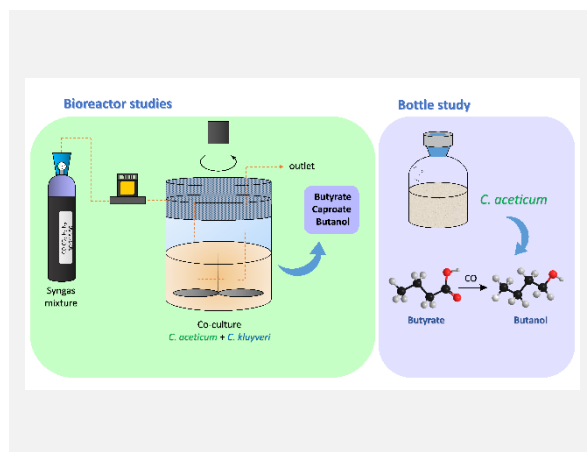 Bioreactor studies
Bottle study
outlet
Butyrate
Caproate
Butanol
C. aceticum
Syngas
mixture
CO
Co-culture
C. aceticum + C. kluyveri
Butyrate
Butanol